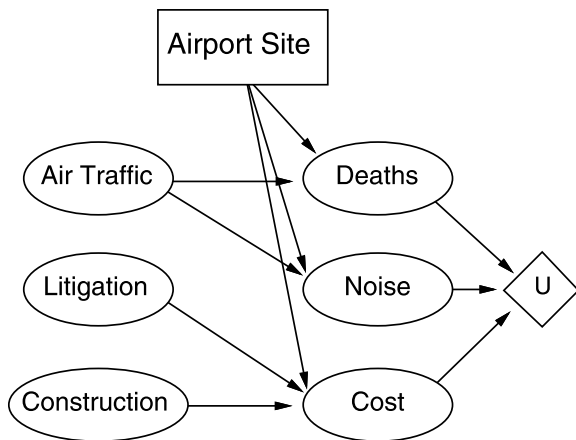 Airport Site
Air Traffic
Deaths
Litigation
Noise
U
Construction
Cost